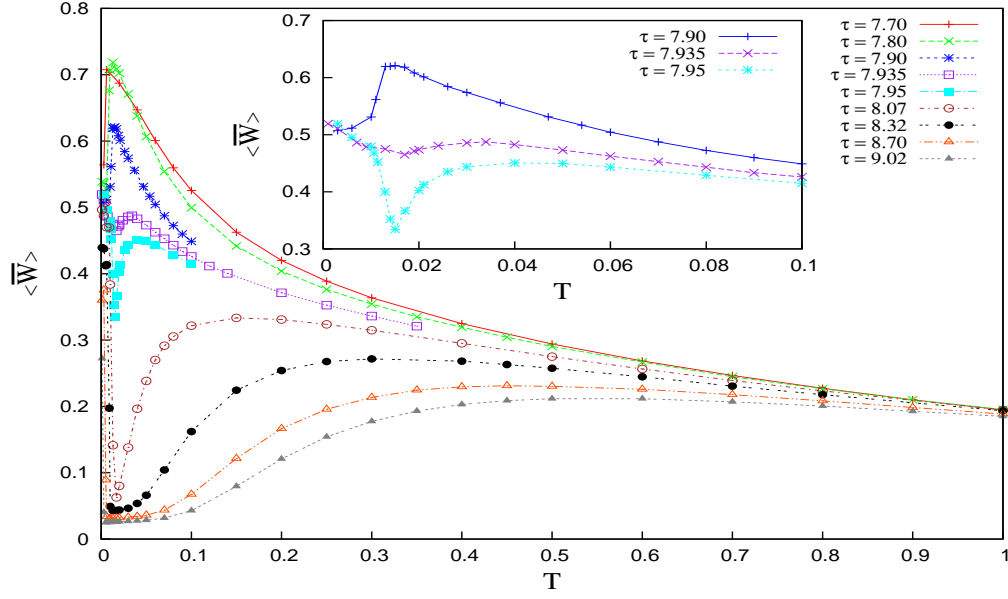 <W̅>
T
0
0.1
0.2
0.3
0.4
0.5
0.6
0.7
0.8
0
0.1
0.2
0.3
0.4
0.5
0.6
0.7
0.8
0.9
1
τ = 7.70
τ = 7.80
τ = 7.90
τ = 7.935
τ = 7.95
τ = 8.07
τ = 8.32
τ = 8.70
τ = 9.02
<W̅>
T
0.3
0.4
0.5
0.6
0.7
0
0.02
0.04
0.06
0.08
0.1
τ = 7.90
τ = 7.935
τ = 7.95